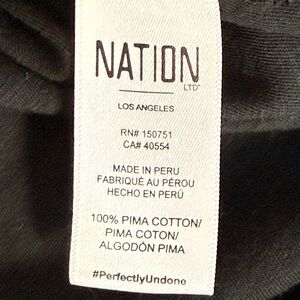 NATION
LTD
LOS ANGELES
RN# 150751
CA# 40554
MADE IN PERU
FABRIQUÉ AU PÉROU
HECHO EN PERÚ
100% PIMA COTTON/
PIMA COTON/
ALGODÓN PIMA
#PerfectlyUndone